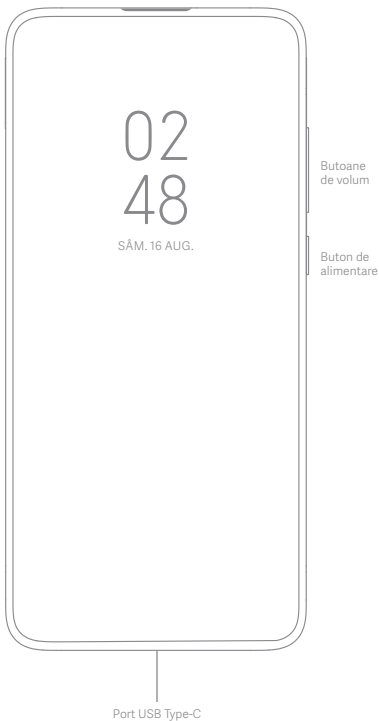 02
48
SÂM. 16 AUG.
Butoane
de volum
Buton de
alimentare
Port USB Type-C